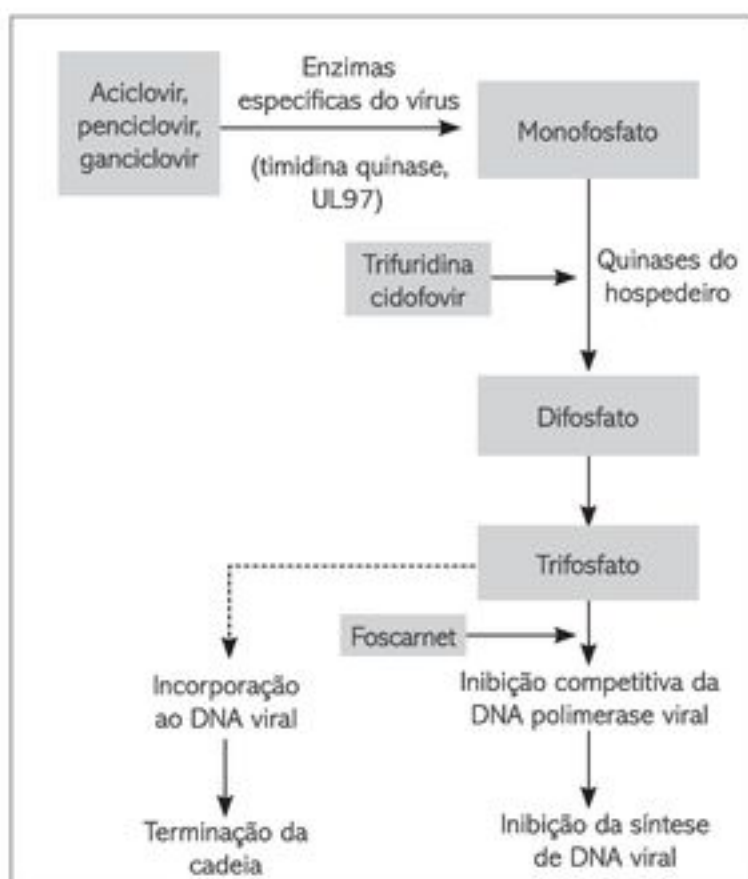 Aciclovir,
penciclovir,
ganciclovir
Enzimas
específicas do vírus
(timidina quinase,
UL97)
Monofosfato
Trifuridina
cidofovir
Quinases do
hospedeiro
Difosfato
Trifosfato
Foscarnet
Incorporação
ao DNA viral
Inibição competitiva da
DNA polimerase viral
Terminação da
cadeia
Inibição da síntese
de DNA viral